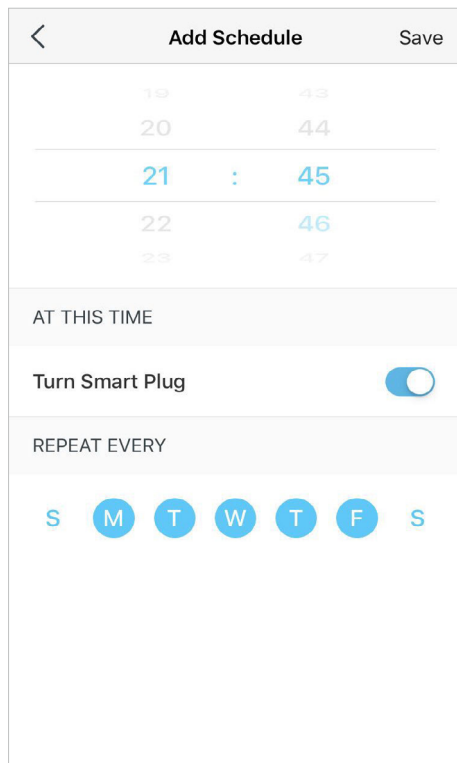 Add Schedule Save
19 43
20 44
21 : 45
22 46
23 47
AT THIS TIME
Turn Smart Plug
REPEAT EVERY
S M T W T F S